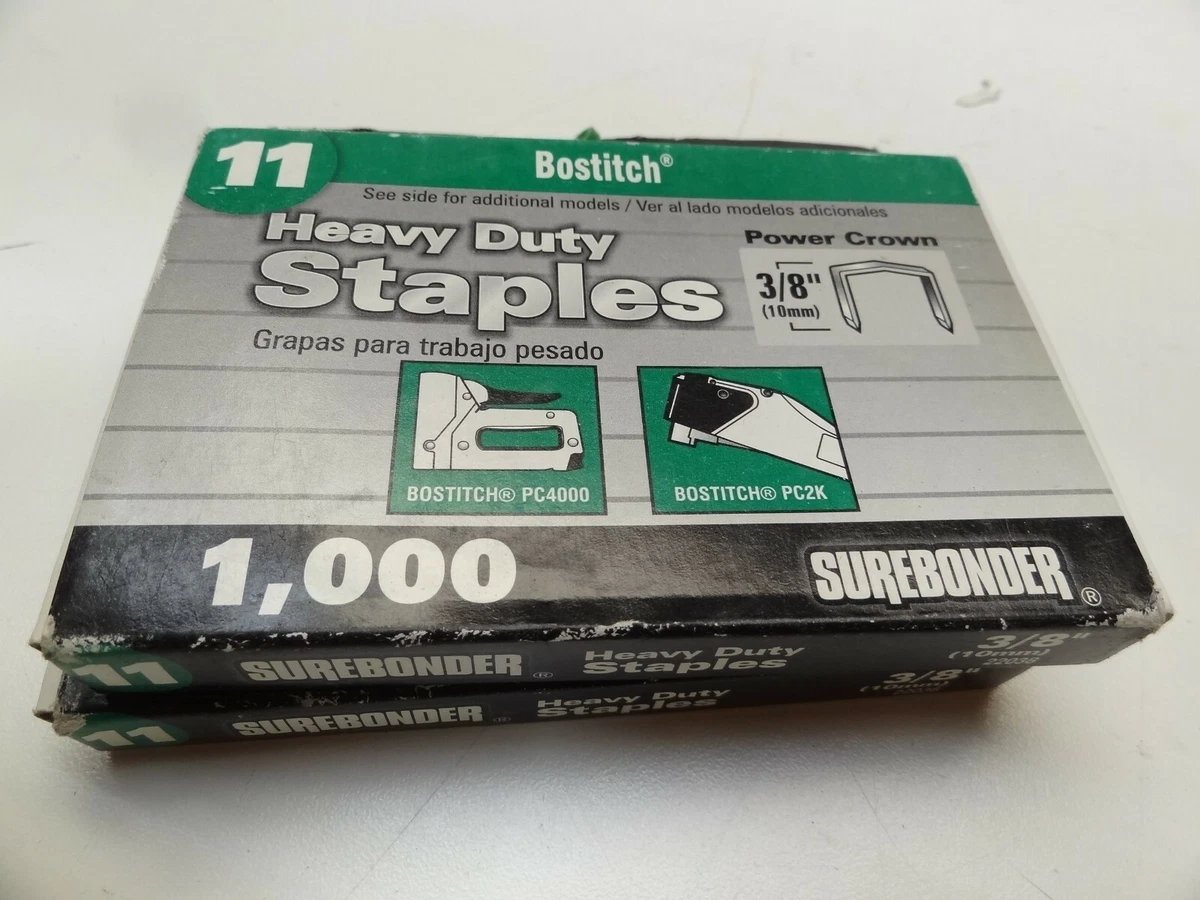 11
Bostitch®
See side for additional models / Ver al lado modelos adicionales
Heavy Duty
Staples
Grapas para trabajo pesado
Power Crown
3/8"
(10mm)
BOSTITCH® PC4000
BOSTITCH® PC2K
1,000
SUREBONDER®
11
SUREBONDER®
Heavy Duty
Staples
3/8"
(10mm)
11
SUREBONDER®
Heavy Duty
Staples
3/8"
(10mm)